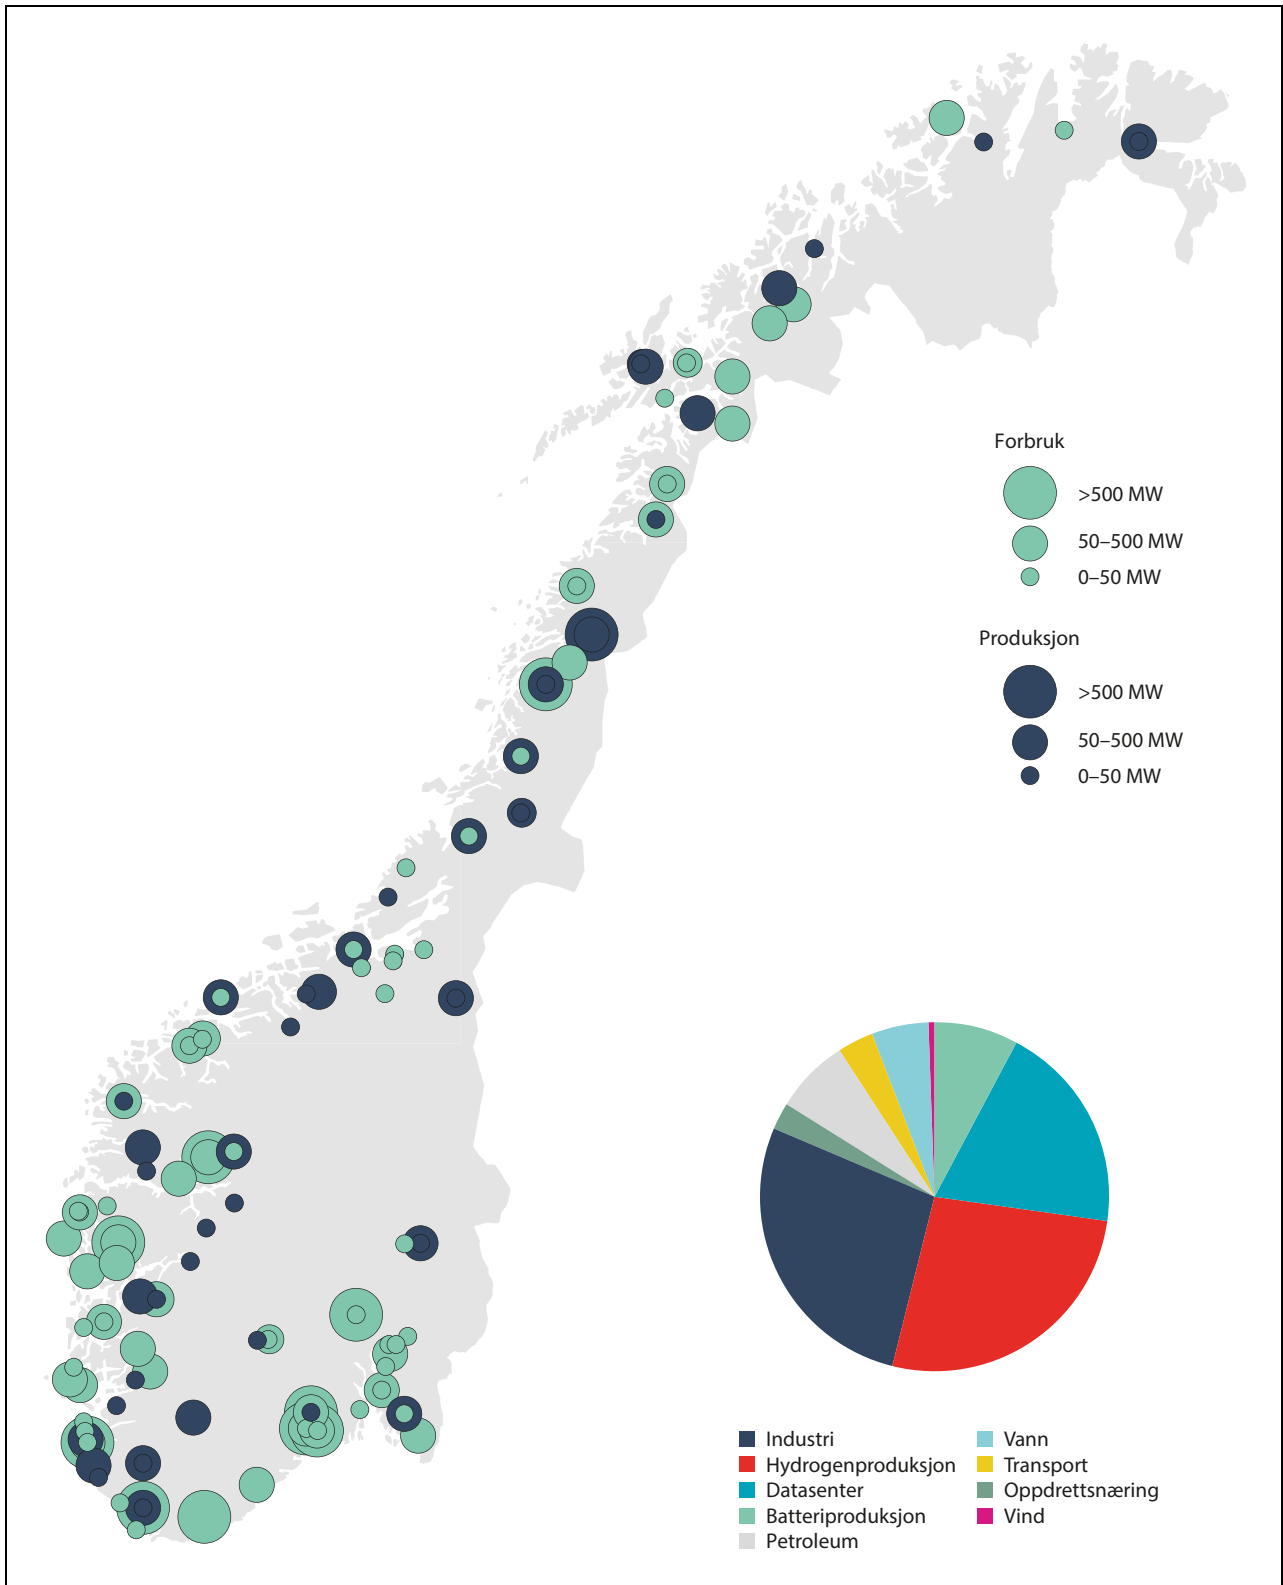 Forbruk
>500 MW
50–500 MW
0–50 MW
Produksjon
>500 MW
50–500 MW
0–50 MW
Industri
Hydrogenproduksjon
Datasenter
Batteriproduksjon
Petroleum
Vann
Transport
Oppdrettsnæring
Vind